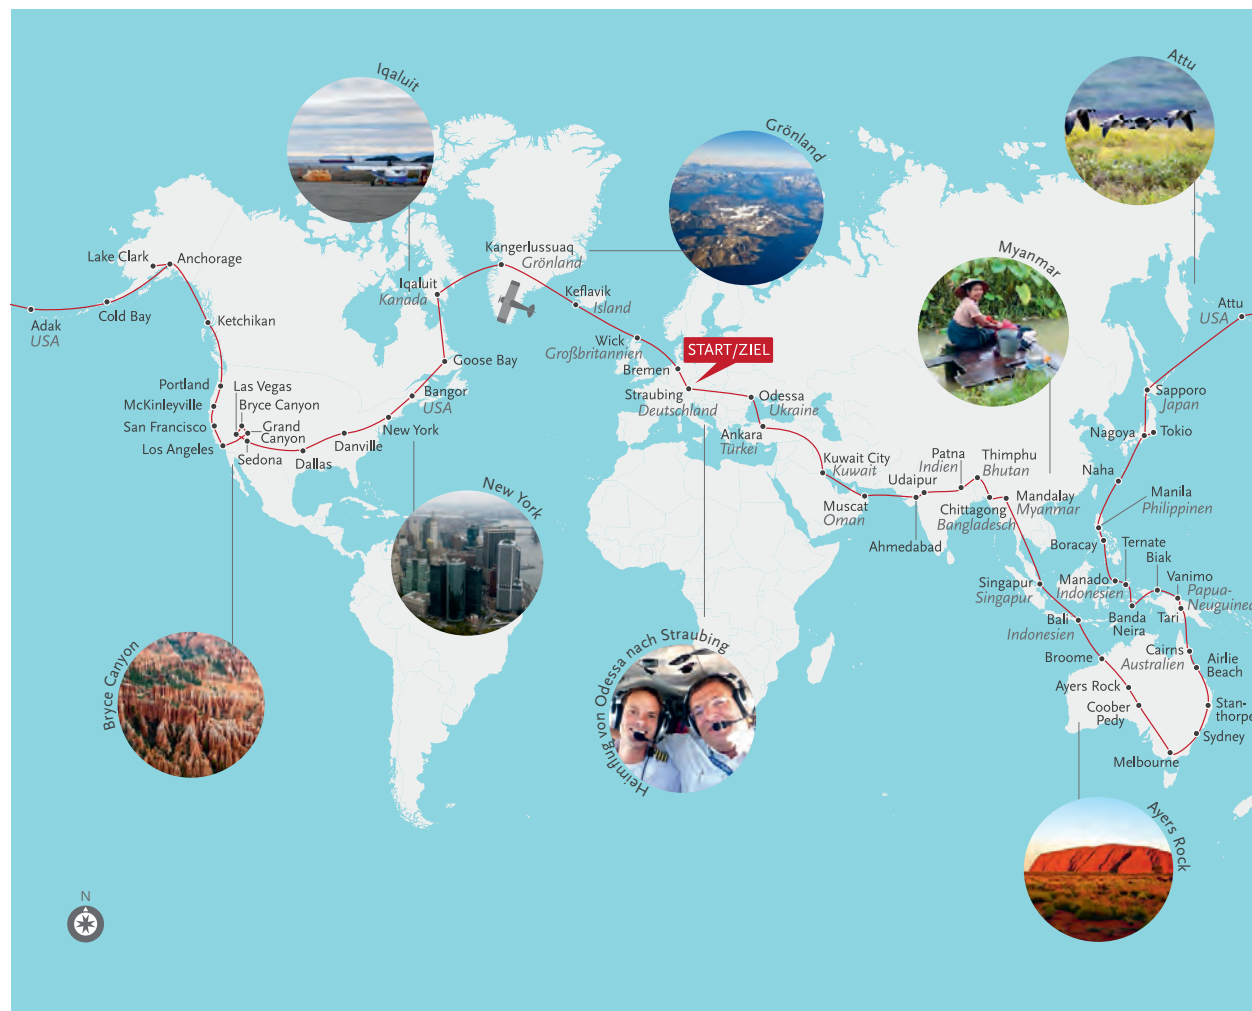 Iqaluit
Attu
Grönland
Myanmar
Lake Clark
Anchorage
Kangerlussuaq
Grönland
Iqaluit
Kanada
Keflavik
Island
Adak
USA
Cold Bay
Ketchikan
Attu
USA
Wick
Großbritannien
START/ZIEL
Goose Bay
Bremen
Portland
Las Vegas
Bangor
USA
Straubing
Deutschland
Odessa
Ukraine
Sapporo
Japan
McKinleyville
Bryce Canyon
San Francisco
Grand
Canyon
New York
Ankara
Türkei
Nagoya
Tokio
Los Angeles
Danville
Sedona
Dallas
Kuwait City
Kuwait
Patna
Indien
Thimphu
Bhutan
Naha
Udaipur
Muscat
Oman
Chittagong
Bangladesch
Mandalay
Myanmar
Manila
Philippinen
New York
Ahmedabad
Boracay
Ternate
Biak
Singapur
Singapur
Manado
Indonesien
Vanimo
Papua-
Neuguinea
Bali
Indonesien
Banda
Neira
Tari
Bryce Canyon
Heimflug von Odessa nach Straubing
Broome
Cairns
Australien
Airlie
Beach
Ayers Rock
Coober
Pedy
Stan-
thorpe
Sydney
Melbourne
Ayers Rock
N